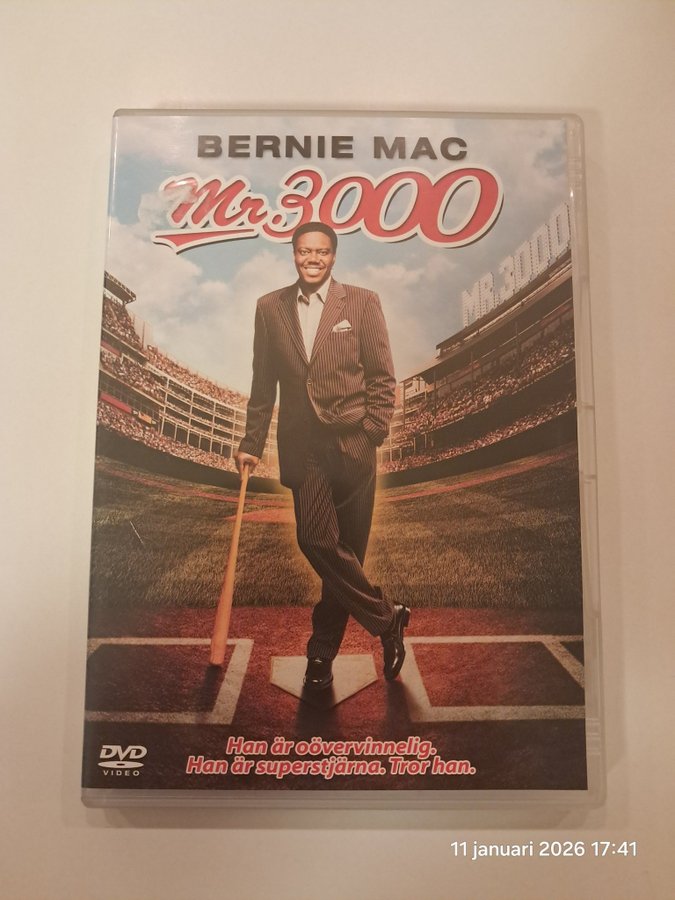 BERNIE MAC
Mr.3000
MR.3000
Han är oövervinnelig.
Han är superstjärna. Tror han.
DVD
VIDEO
11 januari 2026 17:41